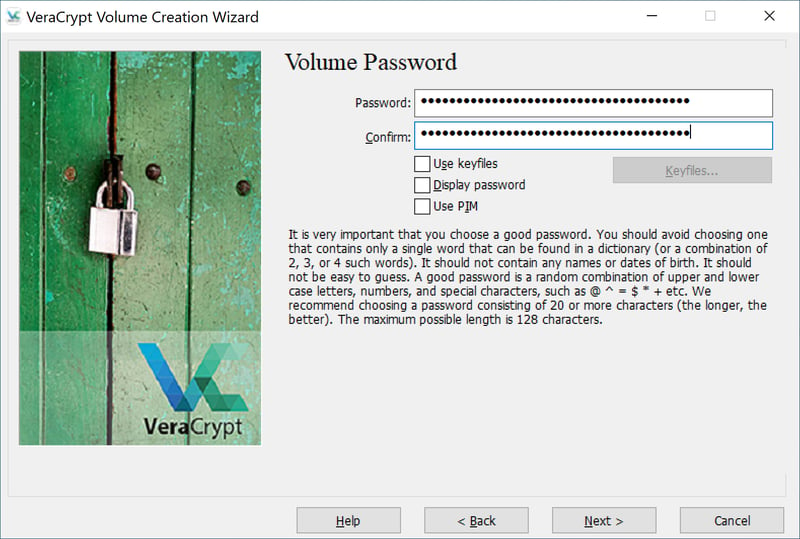 VeraCrypt Volume Creation Wizard
Volume Password
Password: ••••••••••••••••••••••••••••••••••••••
Confirm: ••••••••••••••••••••••••••••••••••••••
Use keyfiles
Keyfiles...
Display password
Use PIM
It is very important that you choose a good password. You should avoid choosing one
that contains only a single word that can be found in a dictionary (or a combination of
2, 3, or 4 such words). It should not contain any names or dates of birth. It should
not be easy to guess. A good password is a random combination of upper and lower
case letters, numbers, and special characters, such as @ ^ = $ * + etc. We
recommend choosing a password consisting of 20 or more characters (the longer, the
better). The maximum possible length is 128 characters.
VeraCrypt
Help
< Back
Next >
Cancel